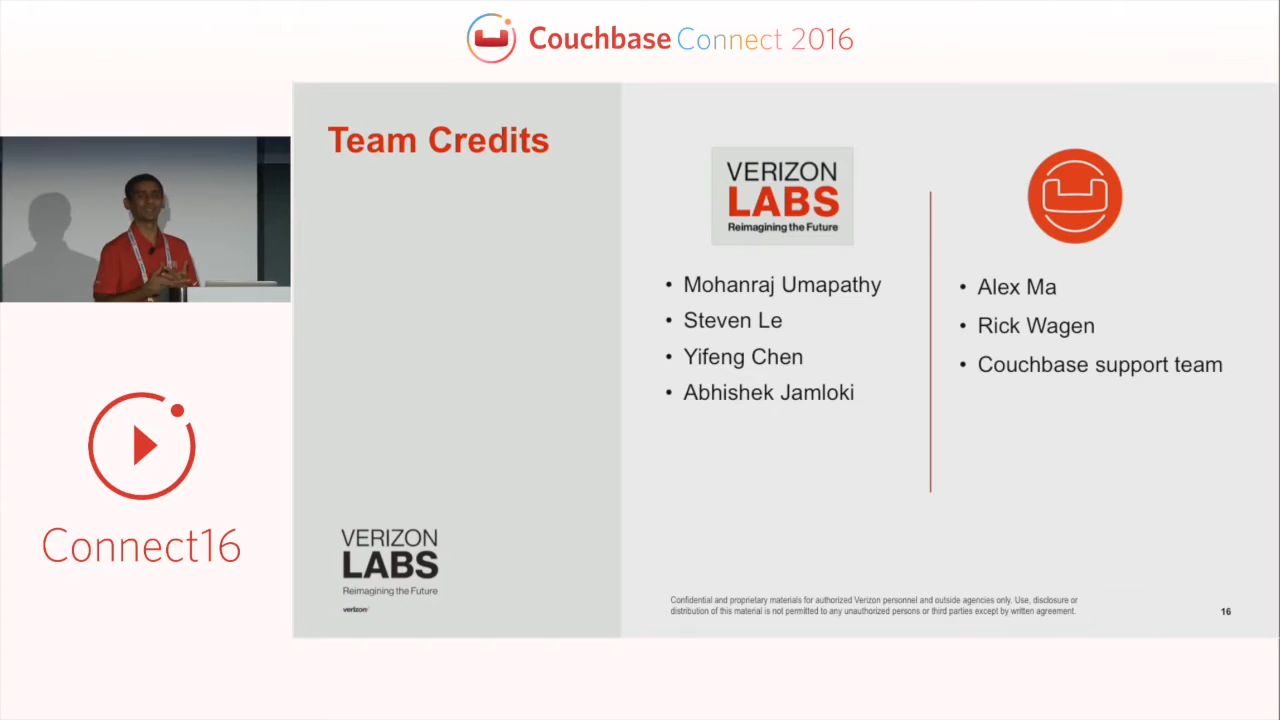 Couchbase Connect 2016
Team Credits
VERIZON
LABS
Reimagining the Future
• Mohanraj Umapathy
• Steven Le
• Yifeng Chen
• Abhishek Jamloki
• Alex Ma
• Rick Wagen
• Couchbase support team
Connect16
VERIZON
LABS
Reimagining the Future
verizon
Confidential and proprietary materials for authorized Verizon personnel and outside agencies only. Use, disclosure or
distribution of this material is not permitted to any unauthorized persons or third parties except by written agreement.
16